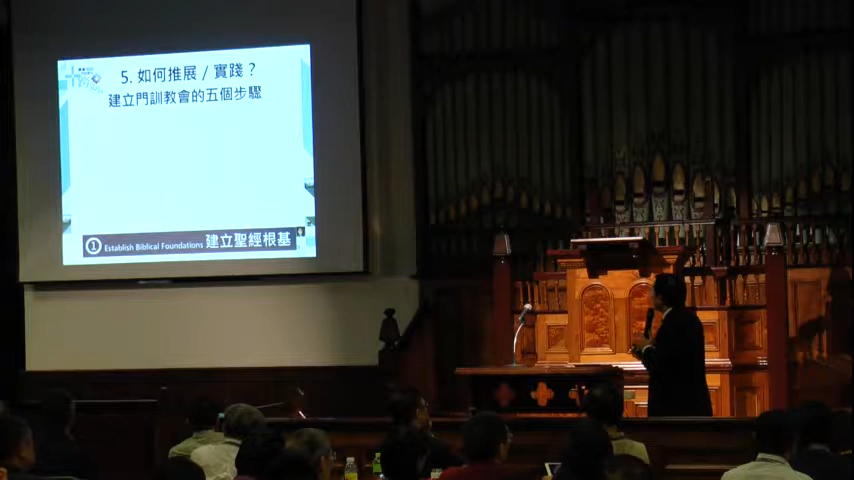 5. 如何推展 / 實踐？
建立門訓教會的五個步驟
① Establish Biblical Foundations 建立聖經根基